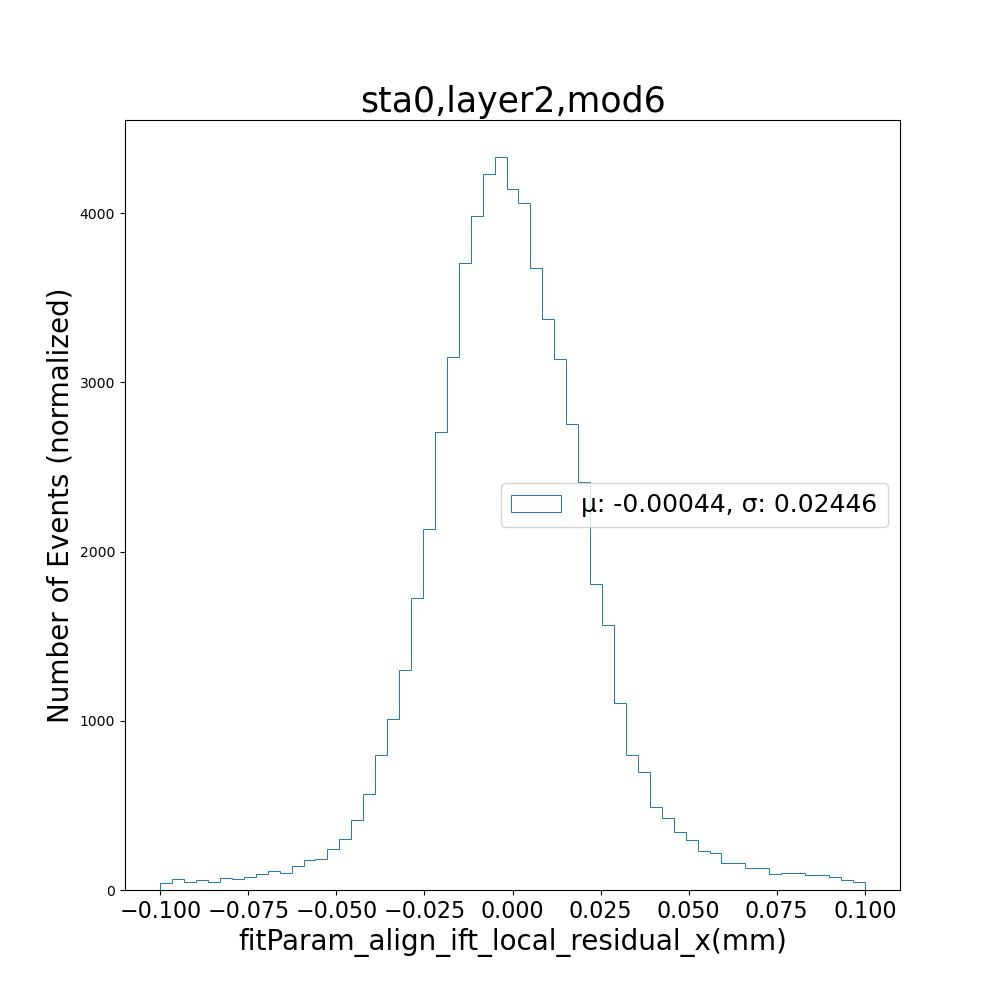 sta0,layer2,mod6
Number of Events (normalized)
4000
3000
2000
1000
0
μ: -0.00044, σ: 0.02446
−0.100 −0.075 −0.050 −0.025 0.000 0.025 0.050 0.075 0.100
fitParam_align_ift_local_residual_x(mm)